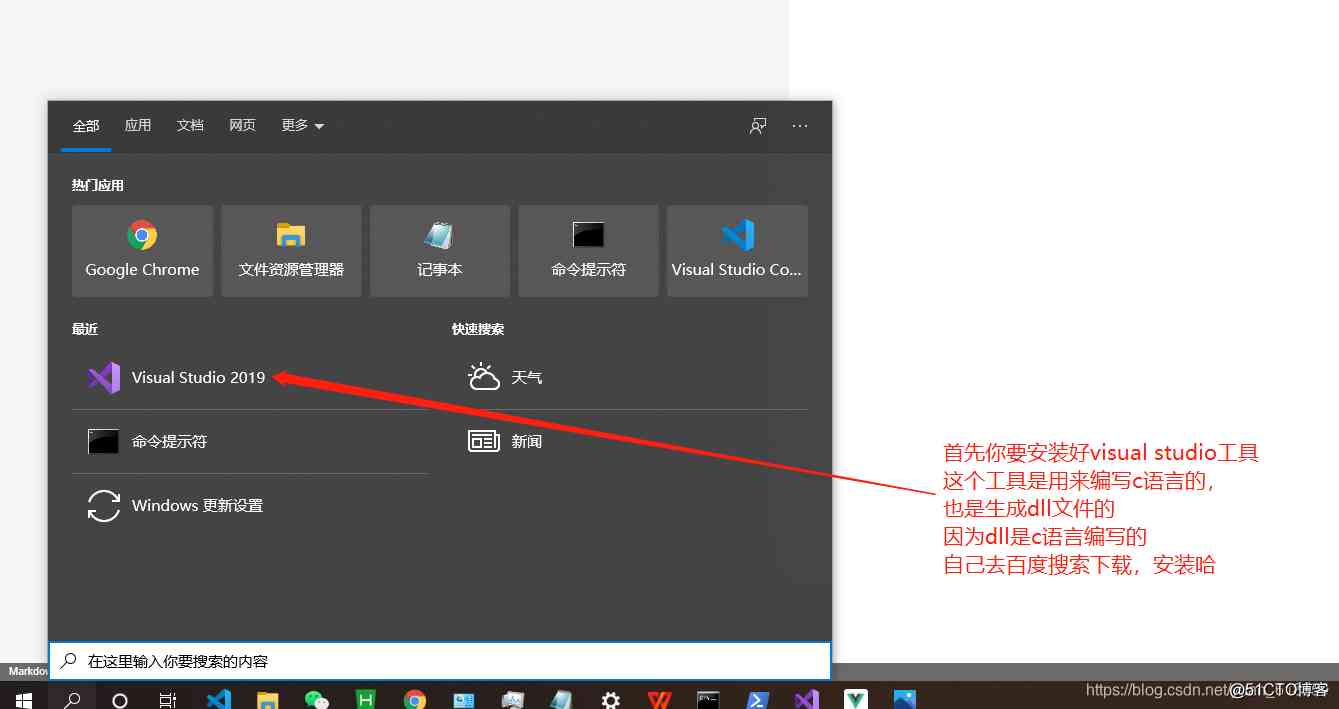 全部 应用 文档 网页 更多
热门应用
Google Chrome 文件资源管理器 记事本 命令提示符 Visual Studio Co...
最近 快速搜索
Visual Studio 2019 天气
命令提示符 新闻
Windows 更新设置
首先你要安装好visual studio工具
这个工具是用来编写c语言的，
也是生成dll文件的
因为dll是c语言编写的
自己去百度搜索下载，安装哈
在这里输入你要搜索的内容
https://blog.csdn.net/
@51CTO博客